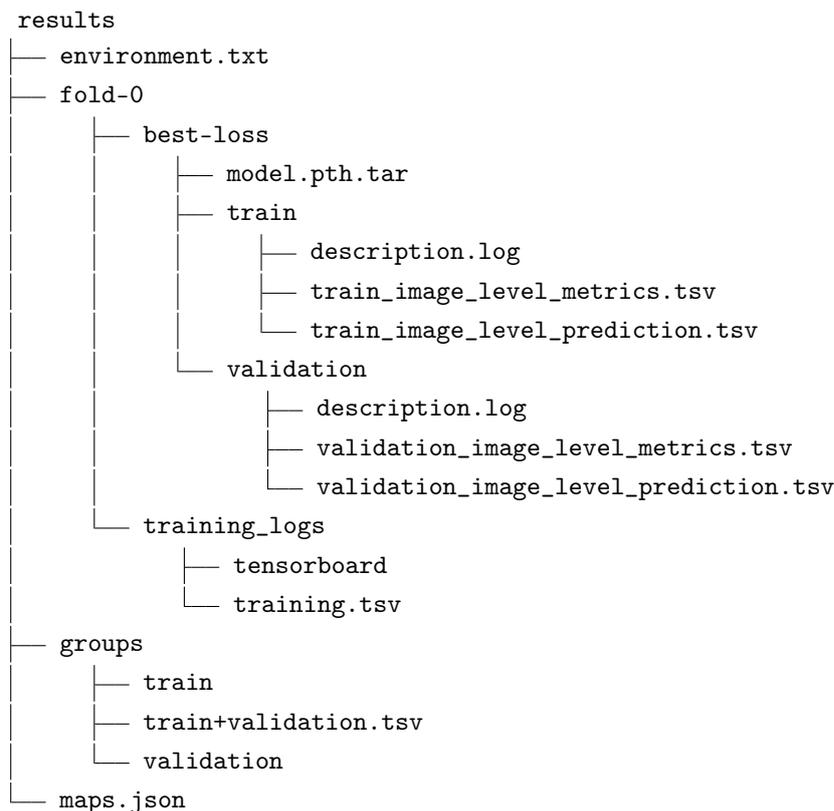 results
environment.txt
fold-0
best-loss
model.pth.tar
train
description.log
train_image_level_metrics.tsv
train_image_level_prediction.tsv
validation
description.log
validation_image_level_metrics.tsv
validation_image_level_prediction.tsv
training_logs
tensorboard
training.tsv
groups
train
train+validation.tsv
validation
maps.json